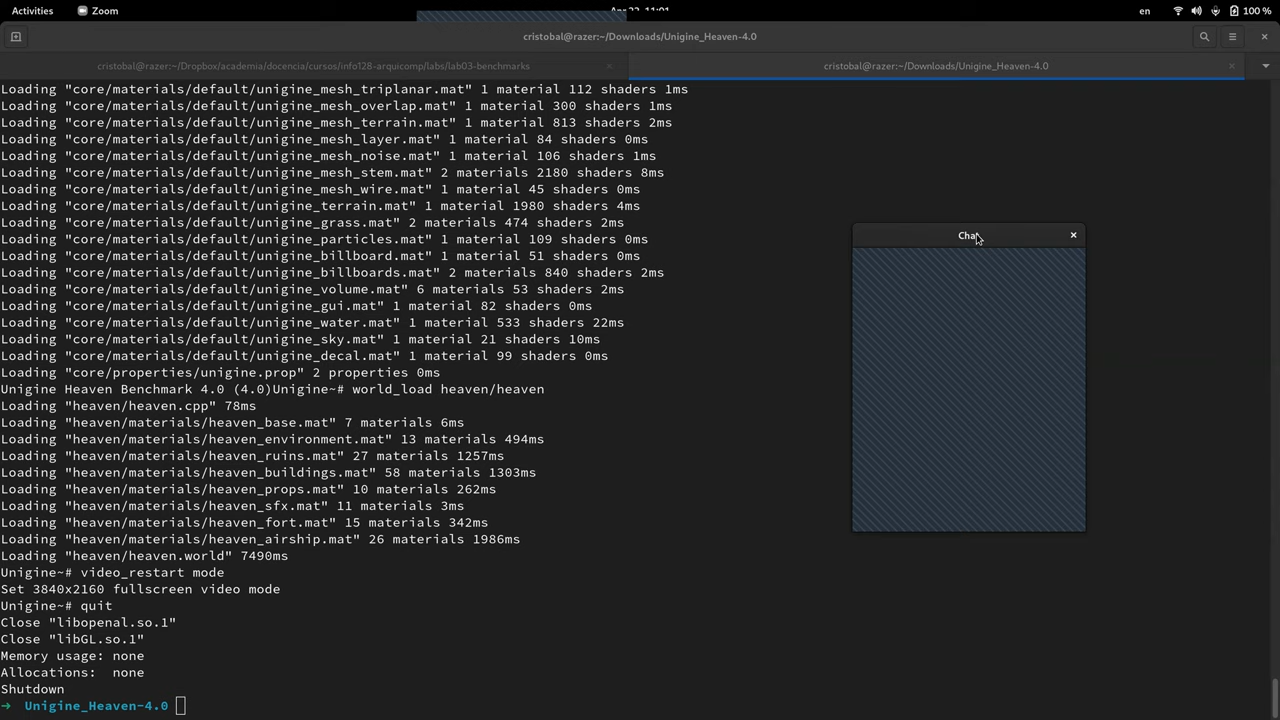 Activities
Zoom
en
100 %
cristobal@razer:~/Downloads/Unigine_Heaven-4.0
cristobal@razer:~/Dropbox/academia/docencia/cursos/info128-arquicomp/labs/lab03-benchmarks
cristobal@razer:~/Downloads/Unigine_Heaven-4.0
Loading "core/materials/default/unigine_mesh_triplanar.mat" 1 material 112 shaders 1ms
Loading "core/materials/default/unigine_mesh_overlap.mat" 1 material 300 shaders 1ms
Loading "core/materials/default/unigine_mesh_terrain.mat" 1 material 813 shaders 2ms
Loading "core/materials/default/unigine_mesh_layer.mat" 1 material 84 shaders 0ms
Loading "core/materials/default/unigine_mesh_noise.mat" 1 material 106 shaders 1ms
Loading "core/materials/default/unigine_mesh_stem.mat" 2 materials 2180 shaders 8ms
Loading "core/materials/default/unigine_mesh_wire.mat" 1 material 45 shaders 0ms
Loading "core/materials/default/unigine_terrain.mat" 1 material 1980 shaders 4ms
Loading "core/materials/default/unigine_grass.mat" 2 materials 474 shaders 2ms
Loading "core/materials/default/unigine_particles.mat" 1 material 109 shaders 0ms
Loading "core/materials/default/unigine_billboard.mat" 1 material 51 shaders 0ms
Loading "core/materials/default/unigine_billboards.mat" 2 materials 840 shaders 2ms
Loading "core/materials/default/unigine_volume.mat" 6 materials 53 shaders 2ms
Loading "core/materials/default/unigine_gui.mat" 1 material 82 shaders 0ms
Loading "core/materials/default/unigine_water.mat" 1 material 533 shaders 22ms
Loading "core/materials/default/unigine_sky.mat" 1 material 21 shaders 10ms
Loading "core/materials/default/unigine_decal.mat" 1 material 99 shaders 0ms
Loading "core/properties/unigine.prop" 2 properties 0ms
Unigine Heaven Benchmark 4.0 (4.0)Unigine~# world_load heaven/heaven
Loading "heaven/heaven.cpp" 78ms
Loading "heaven/materials/heaven_base.mat" 7 materials 6ms
Loading "heaven/materials/heaven_environment.mat" 13 materials 494ms
Loading "heaven/materials/heaven_ruins.mat" 27 materials 1257ms
Loading "heaven/materials/heaven_buildings.mat" 58 materials 1303ms
Loading "heaven/materials/heaven_props.mat" 10 materials 262ms
Loading "heaven/materials/heaven_sfx.mat" 11 materials 3ms
Loading "heaven/materials/heaven_fort.mat" 15 materials 342ms
Loading "heaven/materials/heaven_airship.mat" 26 materials 1986ms
Loading "heaven/heaven.world" 7490ms
Unigine~# video_restart mode
Set 3840x2160 fullscreen video mode
Unigine~# quit
Close "libopenal.so.1"
Close "libGL.so.1"
Memory usage: none
Allocations:  none
Shutdown
→  Unigine_Heaven-4.0